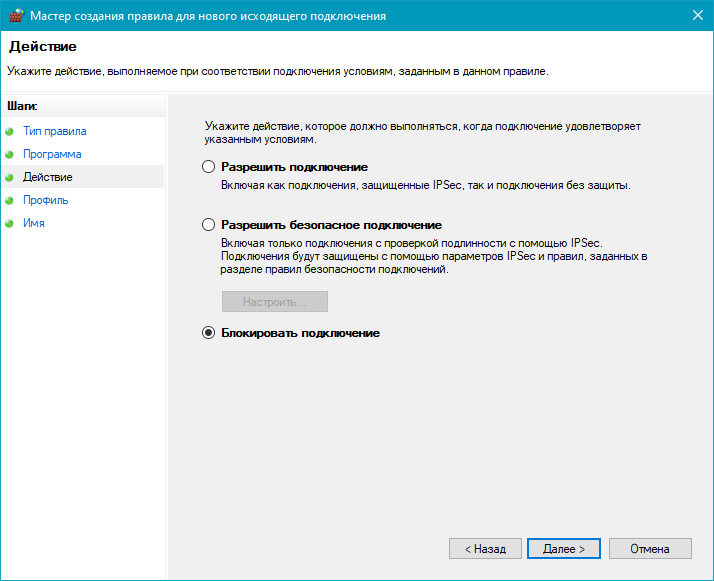 Мастер создания правила для нового исходящего подключения
Действие
Укажите действие, выполняемое при соответствии подключения условиям, заданным в данном правиле.
Шаги:
Тип правила
Программа
Действие
Профиль
Имя
Укажите действие, которое должно выполняться, когда подключение удовлетворяет
указанным условиям.
Разрешить подключение
Включая как подключения, защищенные IPSec, так и подключения без защиты.
Разрешить безопасное подключение
Включая только подключения с проверкой подлинности с помощью IPSec.
Подключения будут защищены с помощью параметров IPSec и правил, заданных в
разделе правил безопасности подключений.
Настроить...
Блокировать подключение
< Назад
Далее >
Отмена